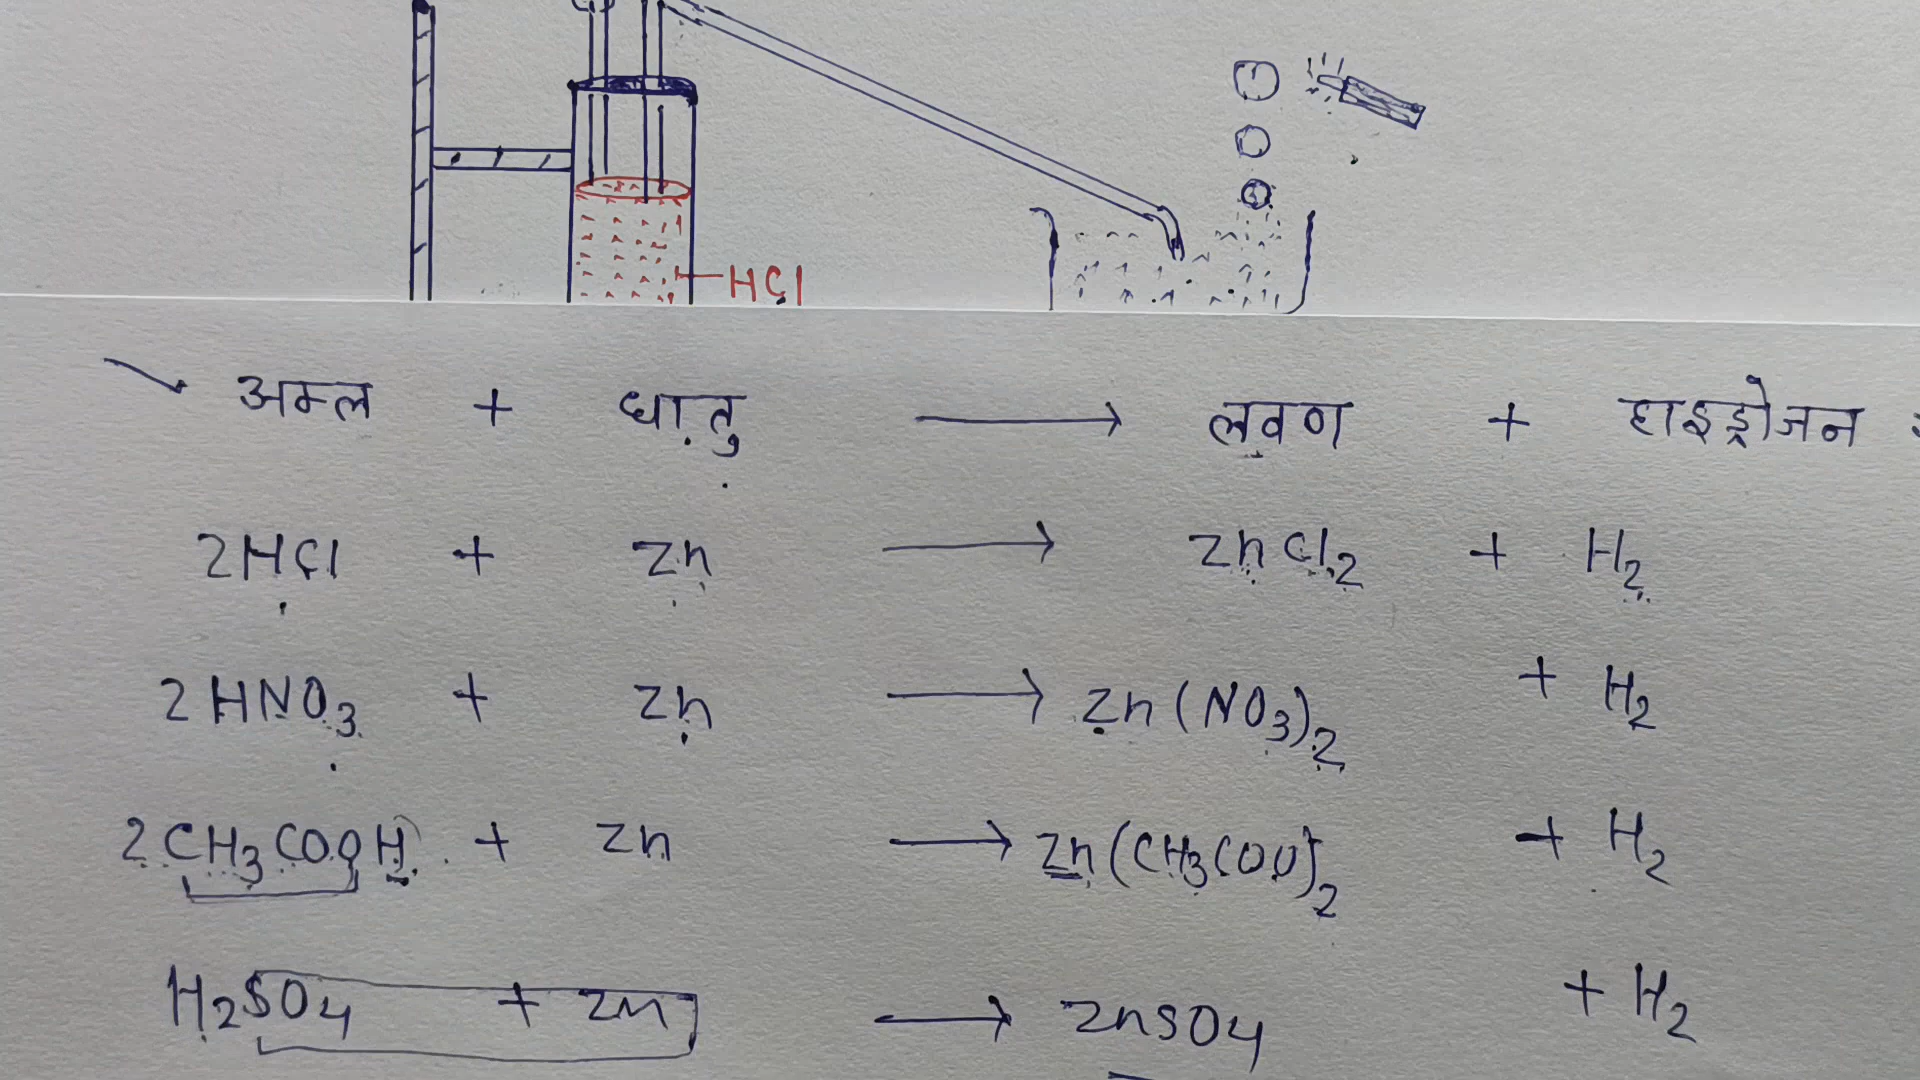 HCl
अम्ल + धातु → लवण + हाइड्रोजन
2HCl + Zn → ZnCl₂ + H₂
2HNO₃ + Zn → Zn(NO₃)₂ + H₂
2CH₃COOH + Zn → Zn(CH₃COO)₂ + H₂
H₂SO₄ + Zn → ZnSO₄ + H₂